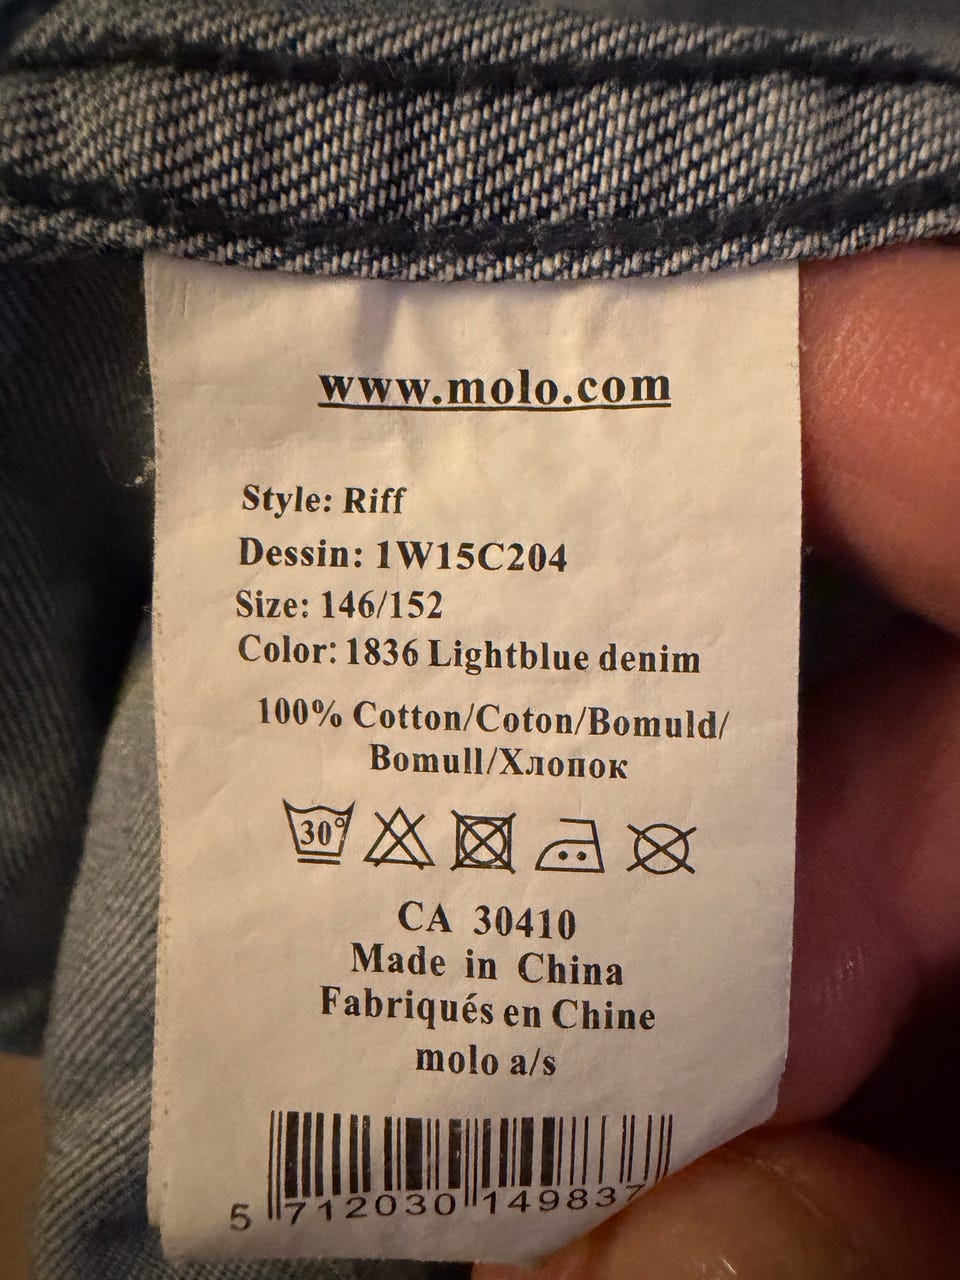 www.molo.com
Style: Riff
Dessin: 1W15C204
Size: 146/152
Color: 1836 Lightblue denim
100% Cotton/Coton/Bomuld/
Bomull/Хлопок
30°
CA 30410
Made in China
Fabriqués en Chine
molo a/s
5 712030 149837